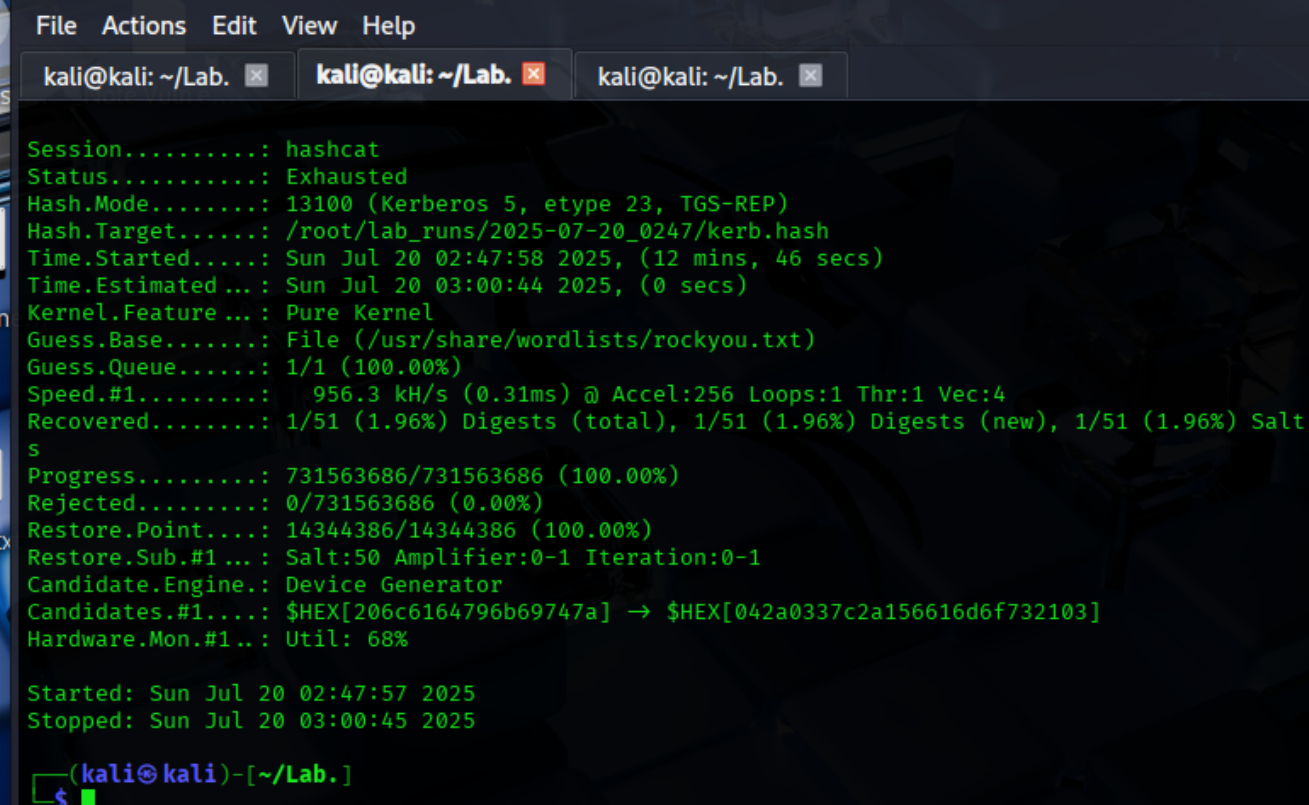 File Actions Edit View Help
kali@kali: ~/Lab. kali@kali: ~/Lab. kali@kali: ~/Lab.
Session..........: hashcat
Status...........: Exhausted
Hash.Mode........: 13100 (Kerberos 5, etype 23, TGS-REP)
Hash.Target......: /root/lab_runs/2025-07-20_0247/kerb.hash
Time.Started.....: Sun Jul 20 02:47:58 2025, (12 mins, 46 secs)
Time.Estimated...: Sun Jul 20 03:00:44 2025, (0 secs)
Kernel.Feature...: Pure Kernel
Guess.Base.......: File (/usr/share/wordlists/rockyou.txt)
Guess.Queue......: 1/1 (100.00%)
Speed.#1.........:   956.3 kH/s (0.31ms) @ Accel:256 Loops:1 Thr:1 Vec:4
Recovered........: 1/51 (1.96%) Digests (total), 1/51 (1.96%) Digests (new), 1/51 (1.96%) Salt
s
Progress.........: 731563686/731563686 (100.00%)
Rejected.........: 0/731563686 (0.00%)
Restore.Point....: 14344386/14344386 (100.00%)
Restore.Sub.#1...: Salt:50 Amplifier:0-1 Iteration:0-1
Candidate.Engine.: Device Generator
Candidates.#1....: $HEX[206c6164796b69747a] -> $HEX[042a0337c2a156616d6f732103]
Hardware.Mon.#1..: Util: 68%
Started: Sun Jul 20 02:47:57 2025
Stopped: Sun Jul 20 03:00:45 2025
┌──(kali㉿kali)-[~/Lab.]
└─$